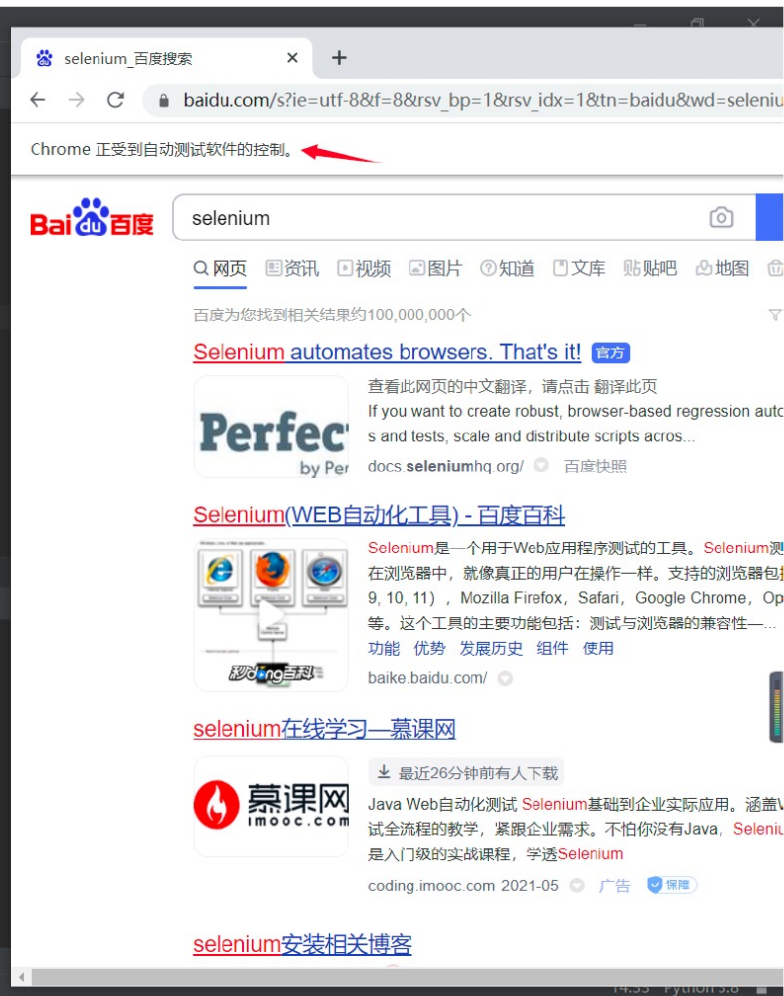 selenium_百度搜索
baidu.com/s?ie=utf-8&f=8&rsv_bp=1&rsv_idx=1&tn=baidu&wd=seleniu
Chrome 正受到自动测试软件的控制。
Bai du 百度
selenium
网页 资讯 视频 图片 知道 文库 贴吧 地图
百度为您找到相关结果约100,000,000个
Selenium automates browsers. That's it! 官方
查看此网页的中文翻译，请点击 翻译此页
If you want to create robust, browser-based regression auto
s and tests, scale and distribute scripts acros...
Perfec
by Per
docs.seleniumhq.org/ 百度快照
Selenium(WEB自动化工具) - 百度百科
Selenium是一个用于Web应用程序测试的工具。Selenium测
在浏览器中，就像真正的用户在操作一样。支持的浏览器包括
9, 10, 11）, Mozilla Firefox, Safari, Google Chrome, Op
等。这个工具的主要功能包括：测试与浏览器的兼容性—...
功能 优势 发展历史 组件 使用
秒dong百科
baike.baidu.com/
selenium在线学习—慕课网
最近26分钟前有人下载
慕课网
imooc.com
Java Web自动化测试 Selenium基础到企业实际应用。涵盖V
试全流程的教学，紧跟企业需求。不怕你没有Java，Seleniu
是入门级的实战课程，学透Selenium
coding.imooc.com 2021-05 广告 保障
selenium安装相关博客